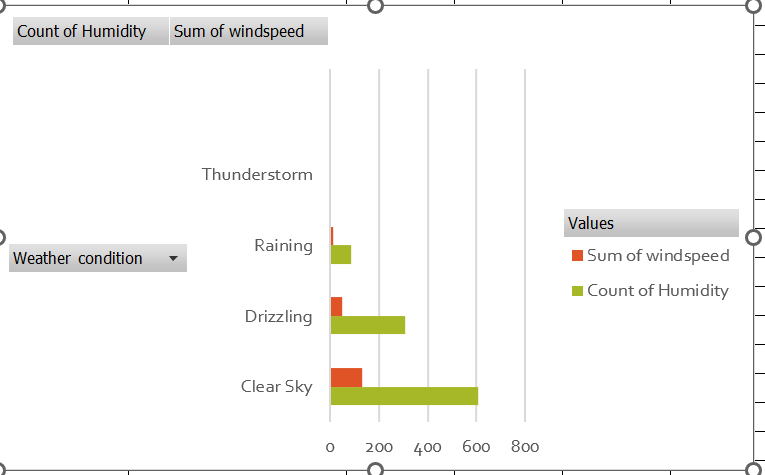 Count of Humidity
Sum of windspeed
Thunderstorm
Raining
Drizzling
Clear Sky
Weather condition
0 200 400 600 800
Values
Sum of windspeed
Count of Humidity